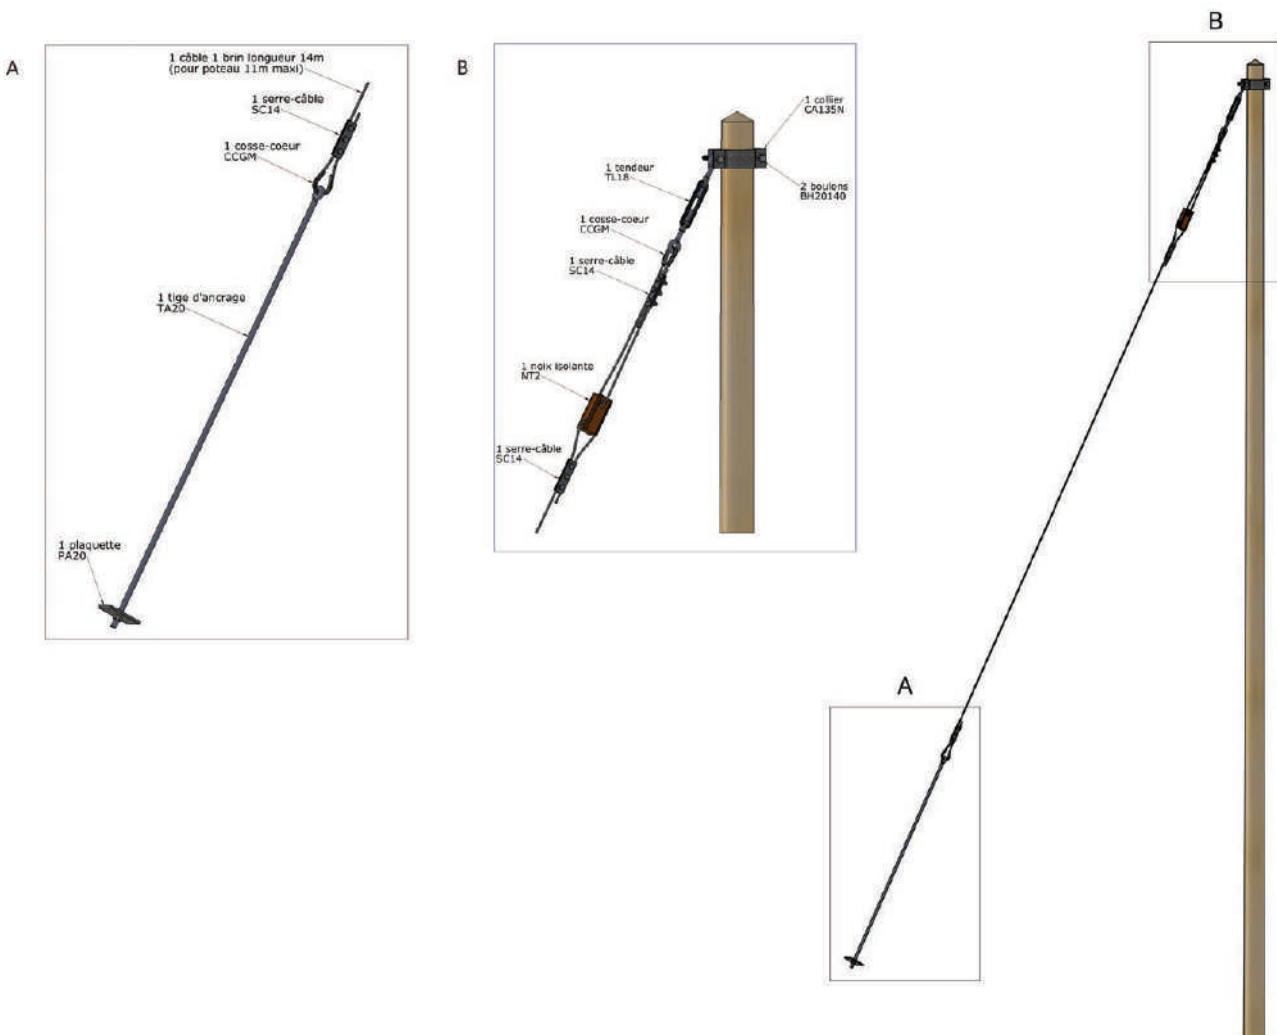 A
1 câble 1 brin longueur 14m
(pour poteau 11m maxi)
1 serre-câble
SC14
1 cosse-coeur
CCGM
1 tige d'ancrage
TA20
1 plaquette
PA20
B
1 collier
CA135N
1 tendeur
TL18
2 boulons
BH20140
1 cosse-coeur
CCGM
1 serre-câble
SC14
1 noix isolante
NT2
1 serre-câble
SC14
B
A